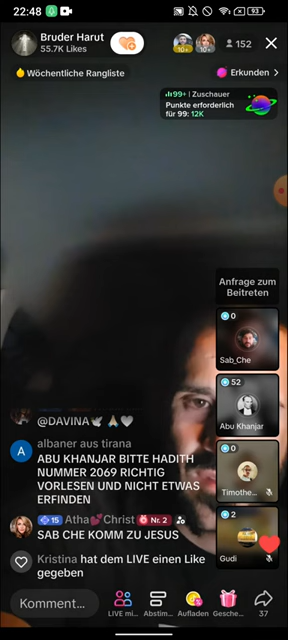 22:48
93
Bruder Harut
55.7K Likes
10+
10+
152
Wöchentliche Rangliste
Erkunden
99+ | Zuschauer
Punkte erforderlich
für 99: 12K
Anfrage zum
Beitreten
0
Sab_Che
52
Abu Khanjar
0
Timothe...
2
Gudi
@DAVINA🕊️🙏🏻🤍
A
albaner aus tirana
ABU KHANJAR BITTE HADITH
NUMMER 2069 RICHTIG
VORLESEN UND NICHT ETWAS
ERFINDEN
15 Atha💕Christ Nr. 2
SAB CHE KOMM ZU JESUS
Kristina hat dem LIVE einen Like
gegeben
Komment...
LIVE mi...
Abstim...
Aufladen
Gesche...
37